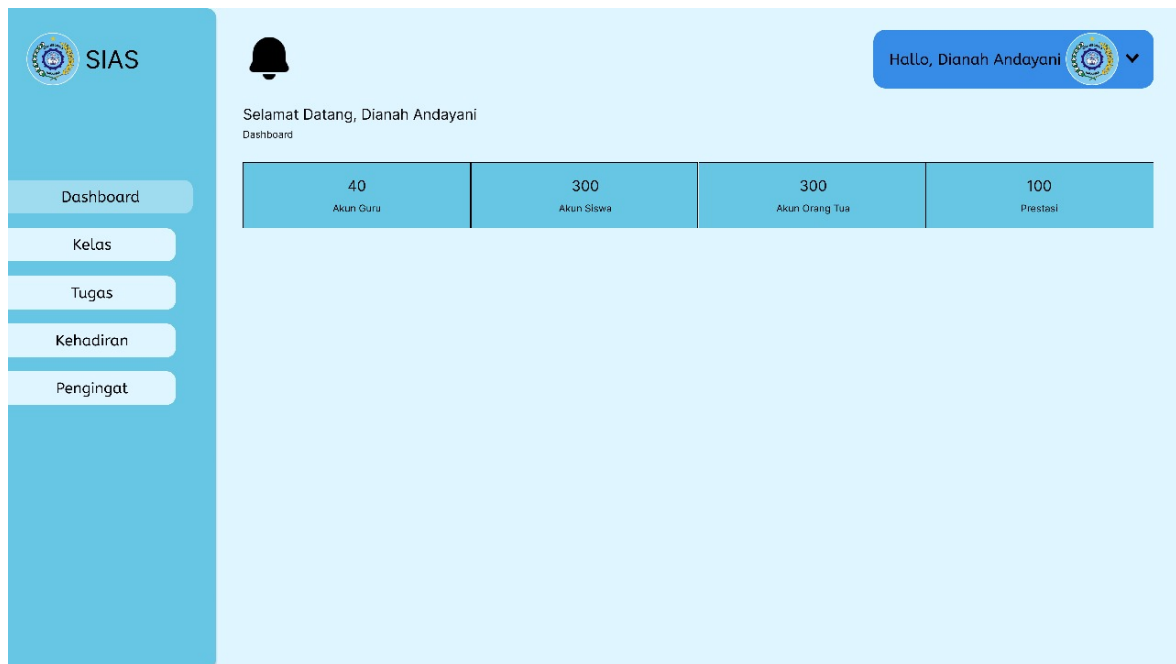 SIAS
Hallo, Dianah Andayani
Selamat Datang, Dianah Andayani
Dashboard
Dashboard
Kelas
Tugas
Kehadiran
Pengingat
40
Akun Guru
300
Akun Siswa
300
Akun Orang Tua
100
Prestasi